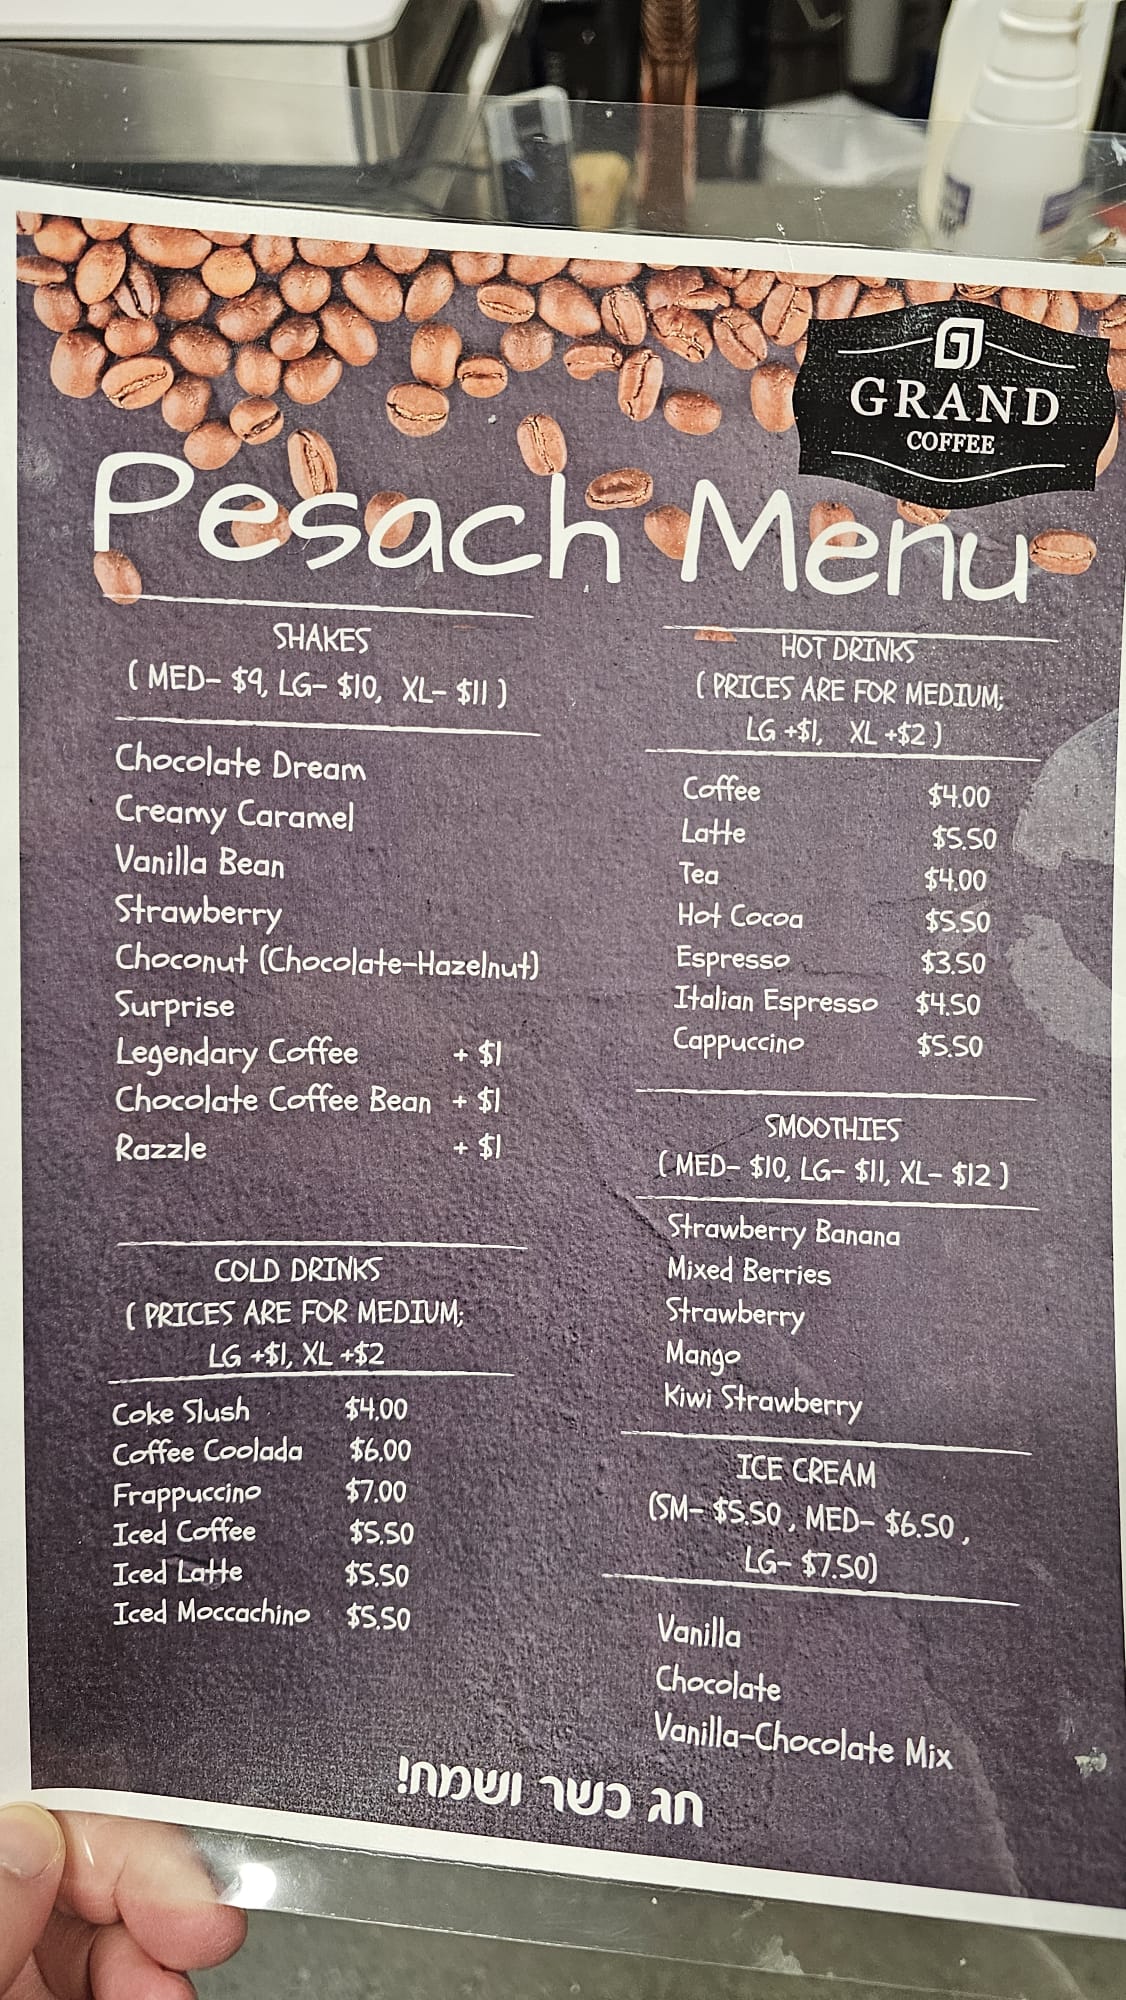 GRAND
COFFEE
Pesach Menu
SHAKES
( MED- $9, LG- $10, XL- $11 )
Chocolate Dream
Creamy Caramel
Vanilla Bean
Strawberry
Choconut (Chocolate-Hazelnut)
Surprise
Legendary Coffee + $1
Chocolate Coffee Bean + $1
Razzle + $1
COLD DRINKS
( PRICES ARE FOR MEDIUM;
LG +$1, XL +$2
Coke Slush $4.00
Coffee Coolada $6.00
Frappuccino $7.00
Iced Coffee $5.50
Iced Latte $5.50
Iced Moccachino $5.50
HOT DRINKS
( PRICES ARE FOR MEDIUM;
LG +$1, XL +$2 )
Coffee $4.00
Latte $5.50
Tea $4.00
Hot Cocoa $5.50
Espresso $3.50
Italian Espresso $4.50
Cappuccino $5.50
SMOOTHIES
( MED- $10, LG- $11, XL- $12 )
Strawberry Banana
Mixed Berries
Strawberry
Mango
Kiwi Strawberry
ICE CREAM
(SM- $5.50 , MED- $6.50 ,
LG- $7.50)
Vanilla
Chocolate
Vanilla-Chocolate Mix
חג כשר ושמח!